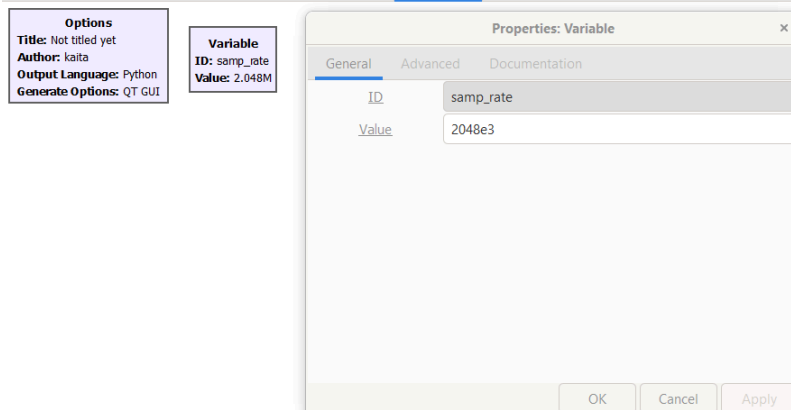 Options
Title: Not titled yet
Author: kaita
Output Language: Python
Generate Options: QT GUI
Variable
ID: samp_rate
Value: 2.048M
Properties: Variable ×
General Advanced Documentation
ID samp_rate
Value 2048e3
OK Cancel Apply